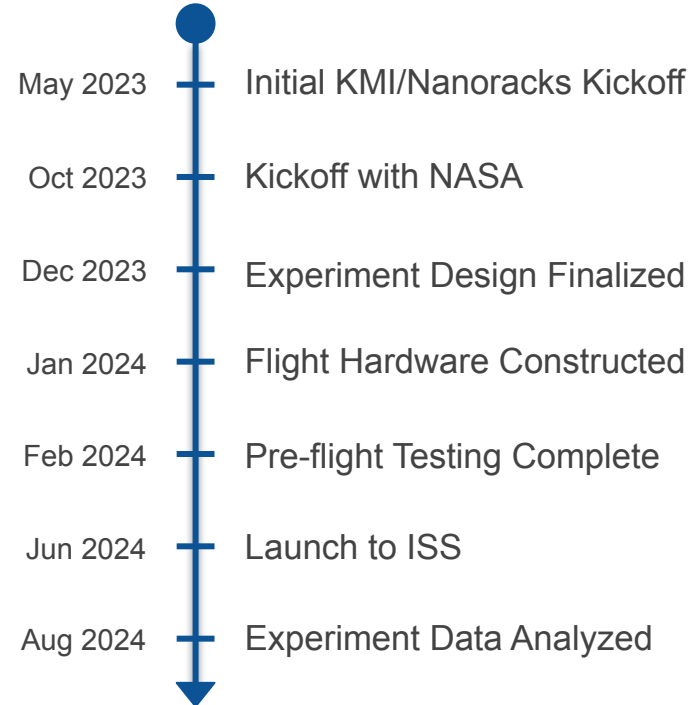 May 2023 Initial KMI/Nanoracks Kickoff
Oct 2023 Kickoff with NASA
Dec 2023 Experiment Design Finalized
Jan 2024 Flight Hardware Constructed
Feb 2024 Pre-flight Testing Complete
Jun 2024 Launch to ISS
Aug 2024 Experiment Data Analyzed